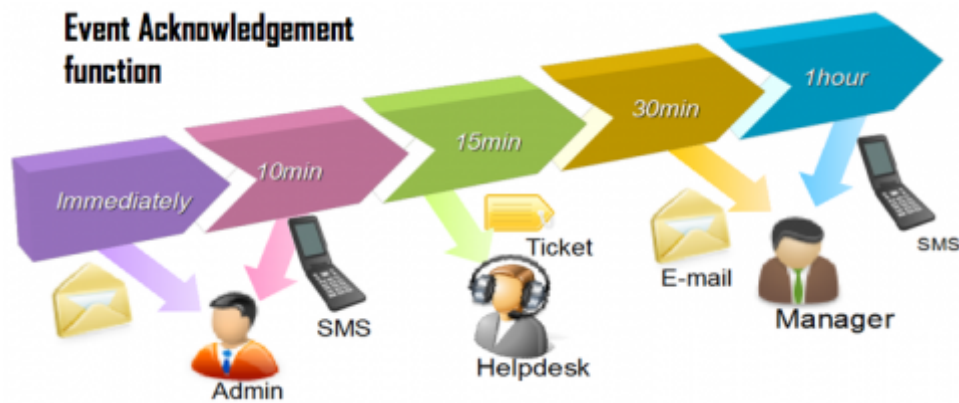 Event Acknowledgement
function
Immediately
10min
15min
30min
1hour
SMS
Admin
Ticket
Helpdesk
E-mail
Manager
SMS